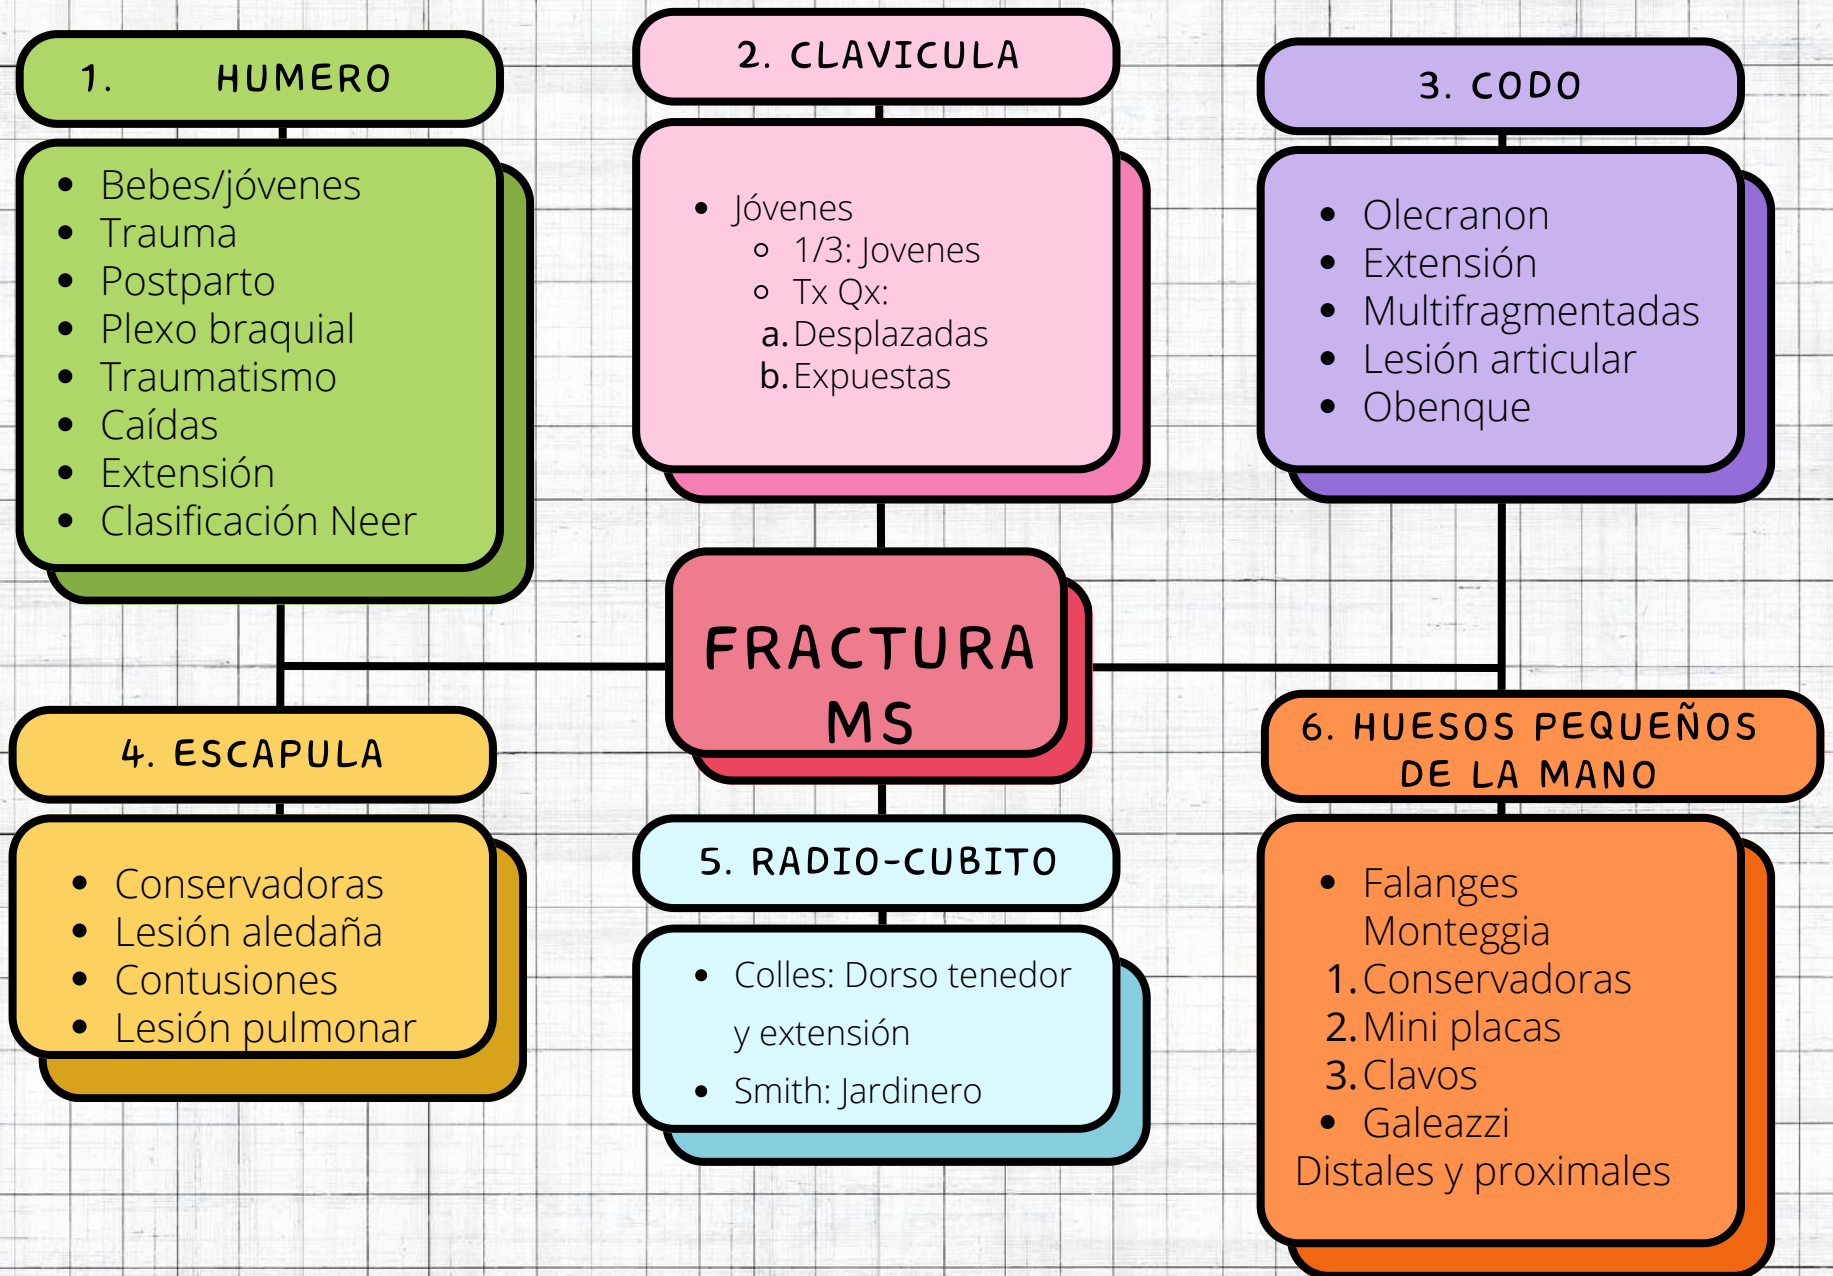 1. HUMERO
• Bebes/jóvenes
• Trauma
• Postparto
• Plexo braquial
• Traumatismo
• Caídas
• Extensión
• Clasificación Neer
2. CLAVICULA
• Jóvenes
○ 1/3: Jovenes
○ Tx Qx:
a. Desplazadas
b. Expuestas
3. CODO
• Olecranon
• Extensión
• Multifragmentadas
• Lesión articular
• Obenque
FRACTURA
MS
4. ESCAPULA
• Conservadoras
• Lesión aledaña
• Contusiones
• Lesión pulmonar
5. RADIO-CUBITO
• Colles: Dorso tenedor
y extensión
• Smith: Jardinero
6. HUESOS PEQUEÑOS
DE LA MANO
• Falanges
Monteggia
1. Conservadoras
2. Mini placas
3. Clavos
• Galeazzi
Distales y proximales